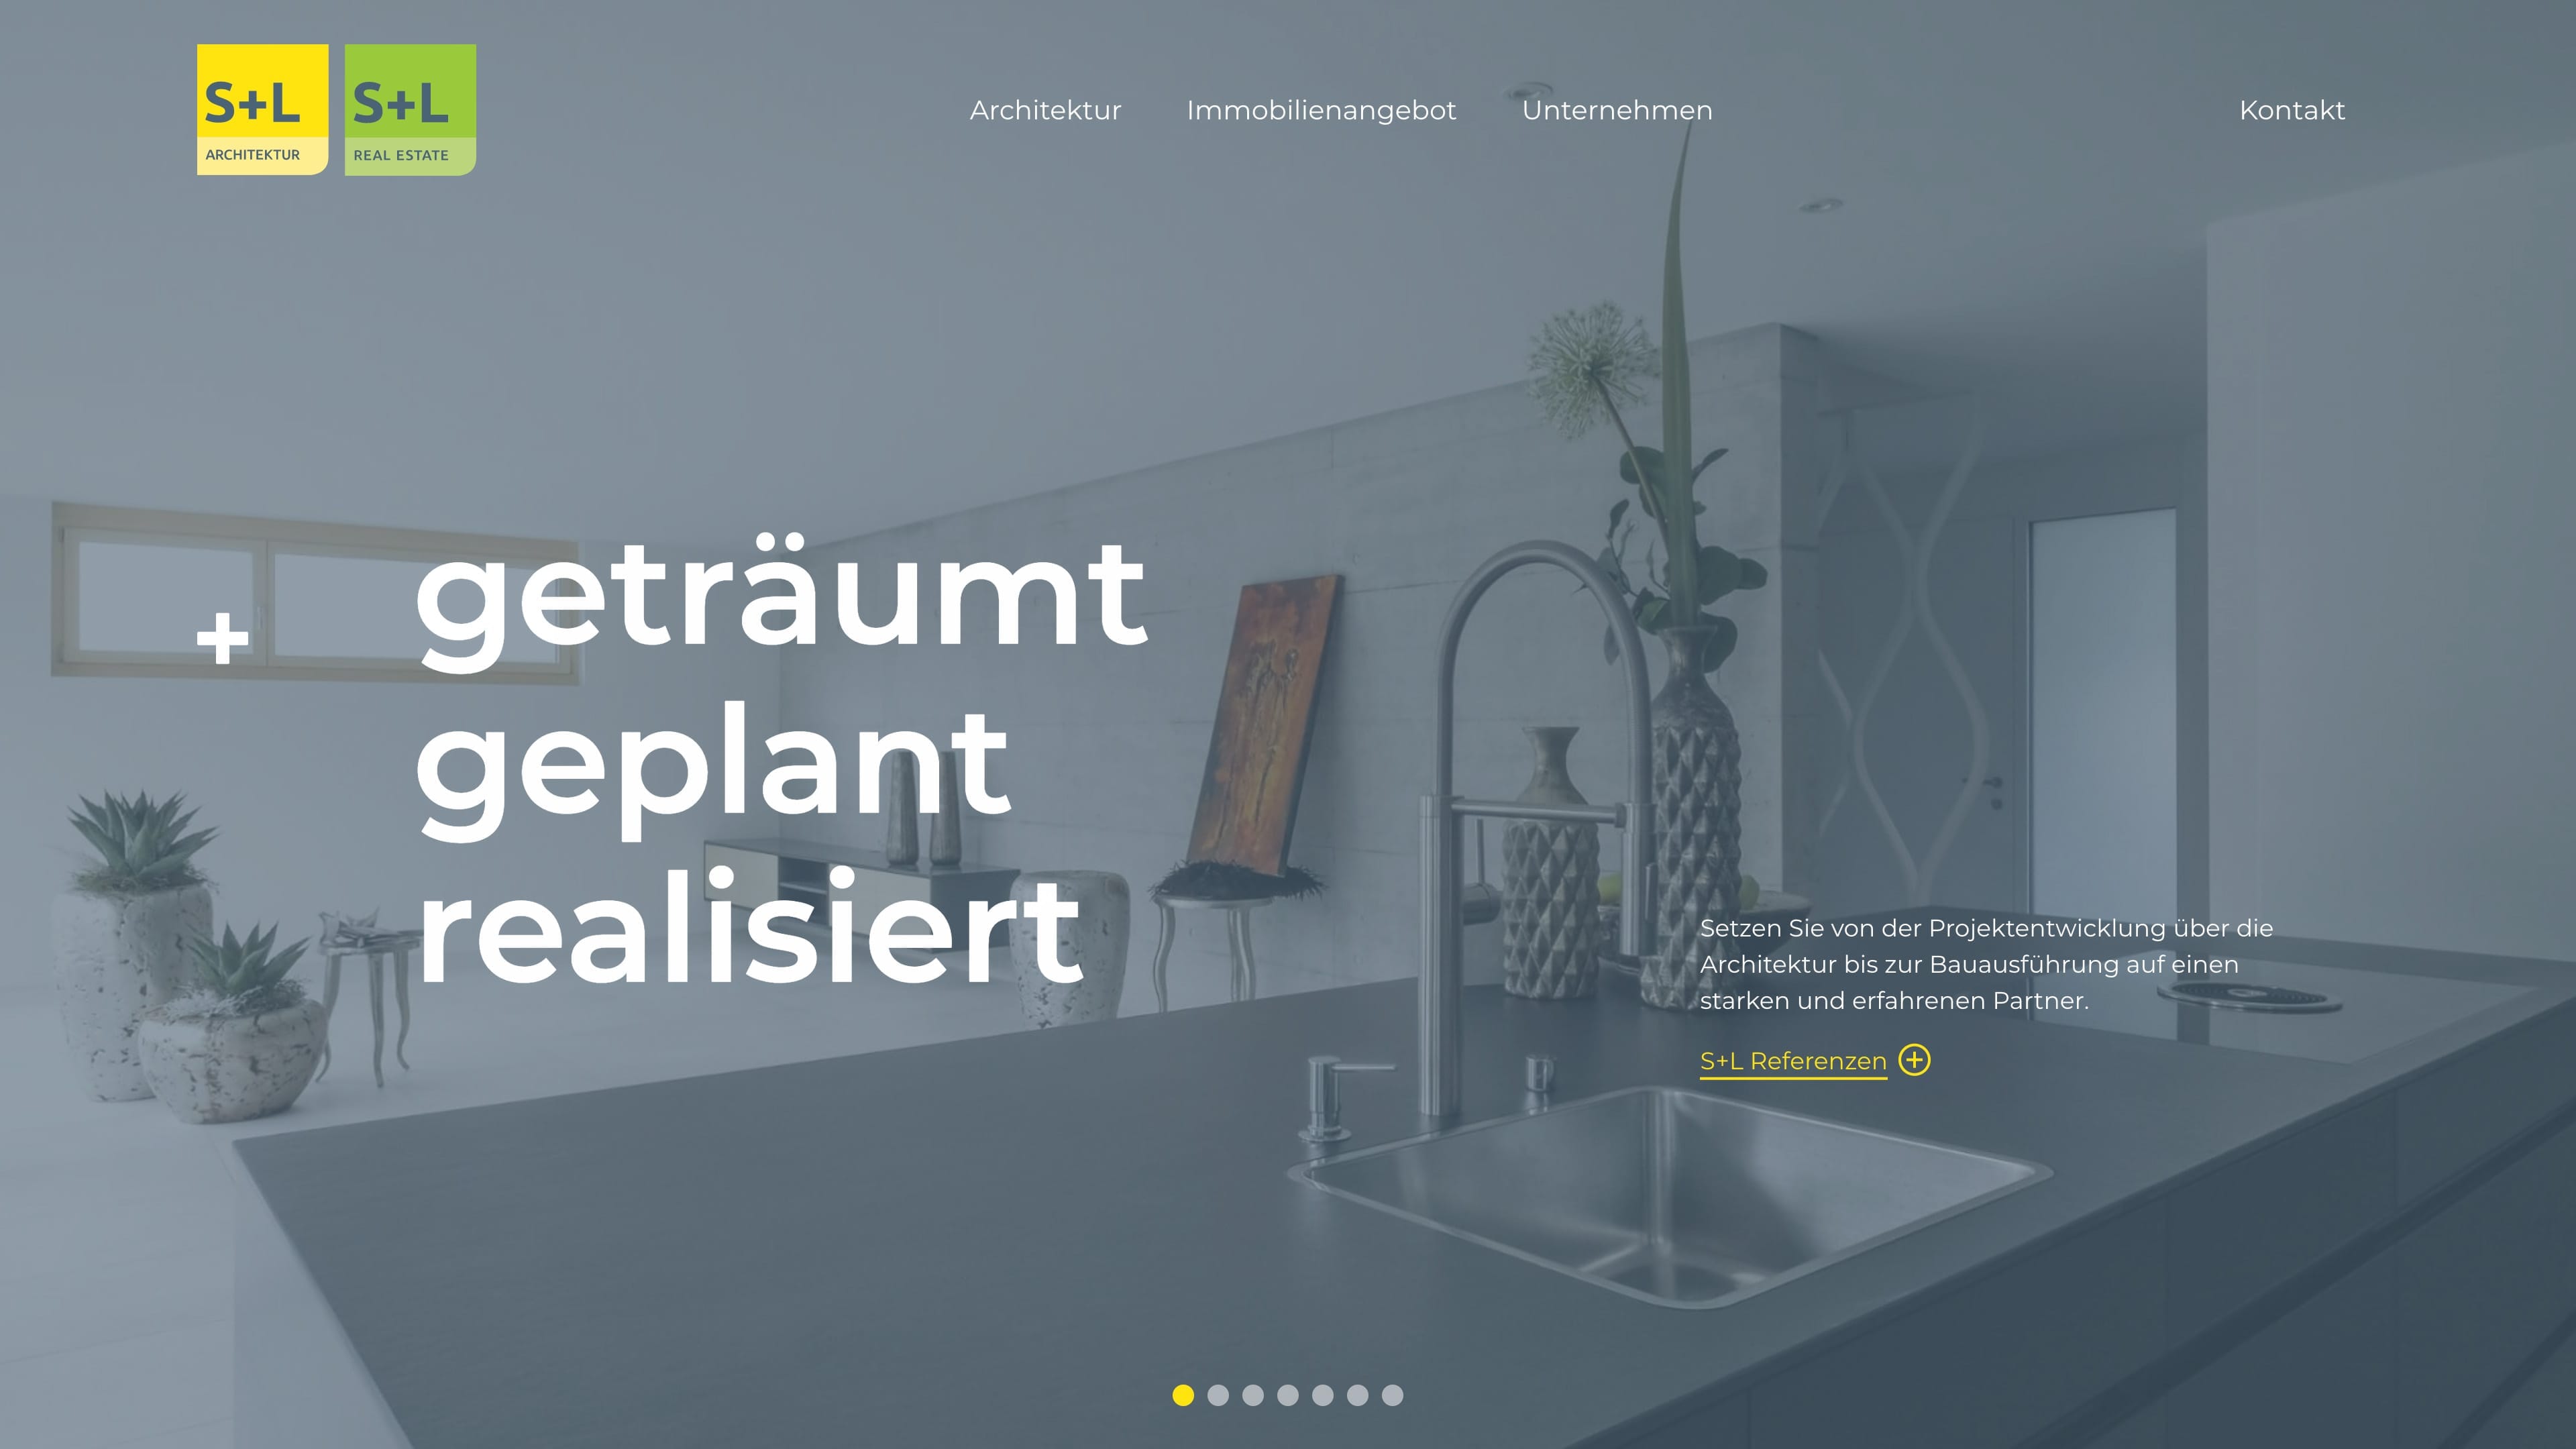 S+L
ARCHITEKTUR
S+L
REAL ESTATE
Architektur
Immobilienangebot
Unternehmen
Kontakt
+
geträumt
geplant
realisiert
Setzen Sie von der Projektentwicklung über die
Architektur bis zur Bauausführung auf einen
starken und erfahrenen Partner.
S+L Referenzen